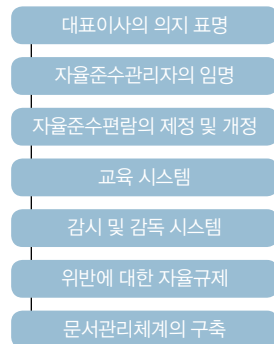 대표이사의 의지 표명
자율준수관리자의 임명
자율준수편람의 제정 및 개정
교육 시스템
감시 및 감독 시스템
위반에 대한 자율규제
문서관리체계의 구축